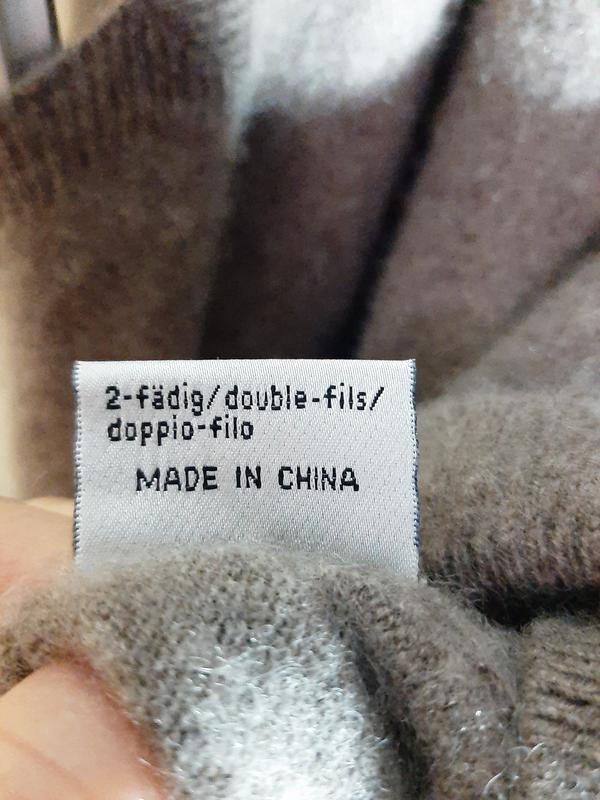 2-fädig/double-fils/
doppio-filo
MADE IN CHINA